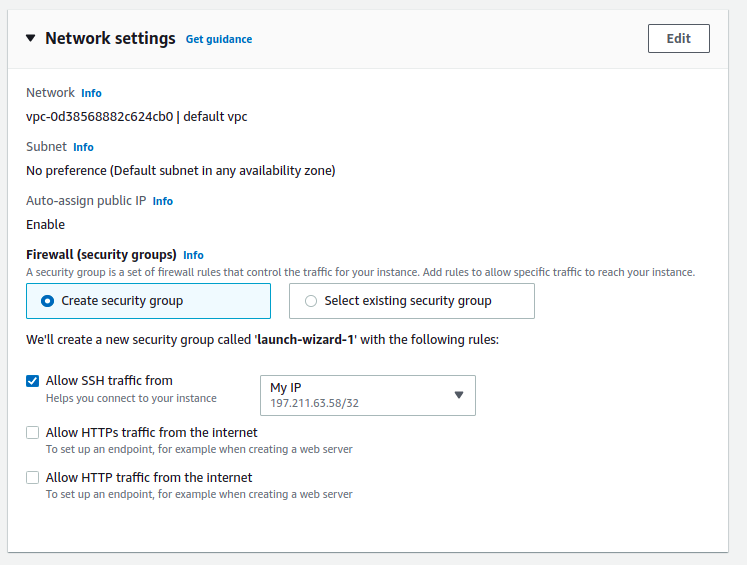 Network settings Get guidance
Edit
Network Info
vpc-0d38568882c624cb0 | default vpc
Subnet Info
No preference (Default subnet in any availability zone)
Auto-assign public IP Info
Enable
Firewall (security groups) Info
A security group is a set of firewall rules that control the traffic for your instance. Add rules to allow specific traffic to reach your instance.
Create security group
Select existing security group
We'll create a new security group called 'launch-wizard-1' with the following rules:
Allow SSH traffic from
Helps you connect to your instance
My IP
197.211.63.58/32
Allow HTTPs traffic from the internet
To set up an endpoint, for example when creating a web server
Allow HTTP traffic from the internet
To set up an endpoint, for example when creating a web server